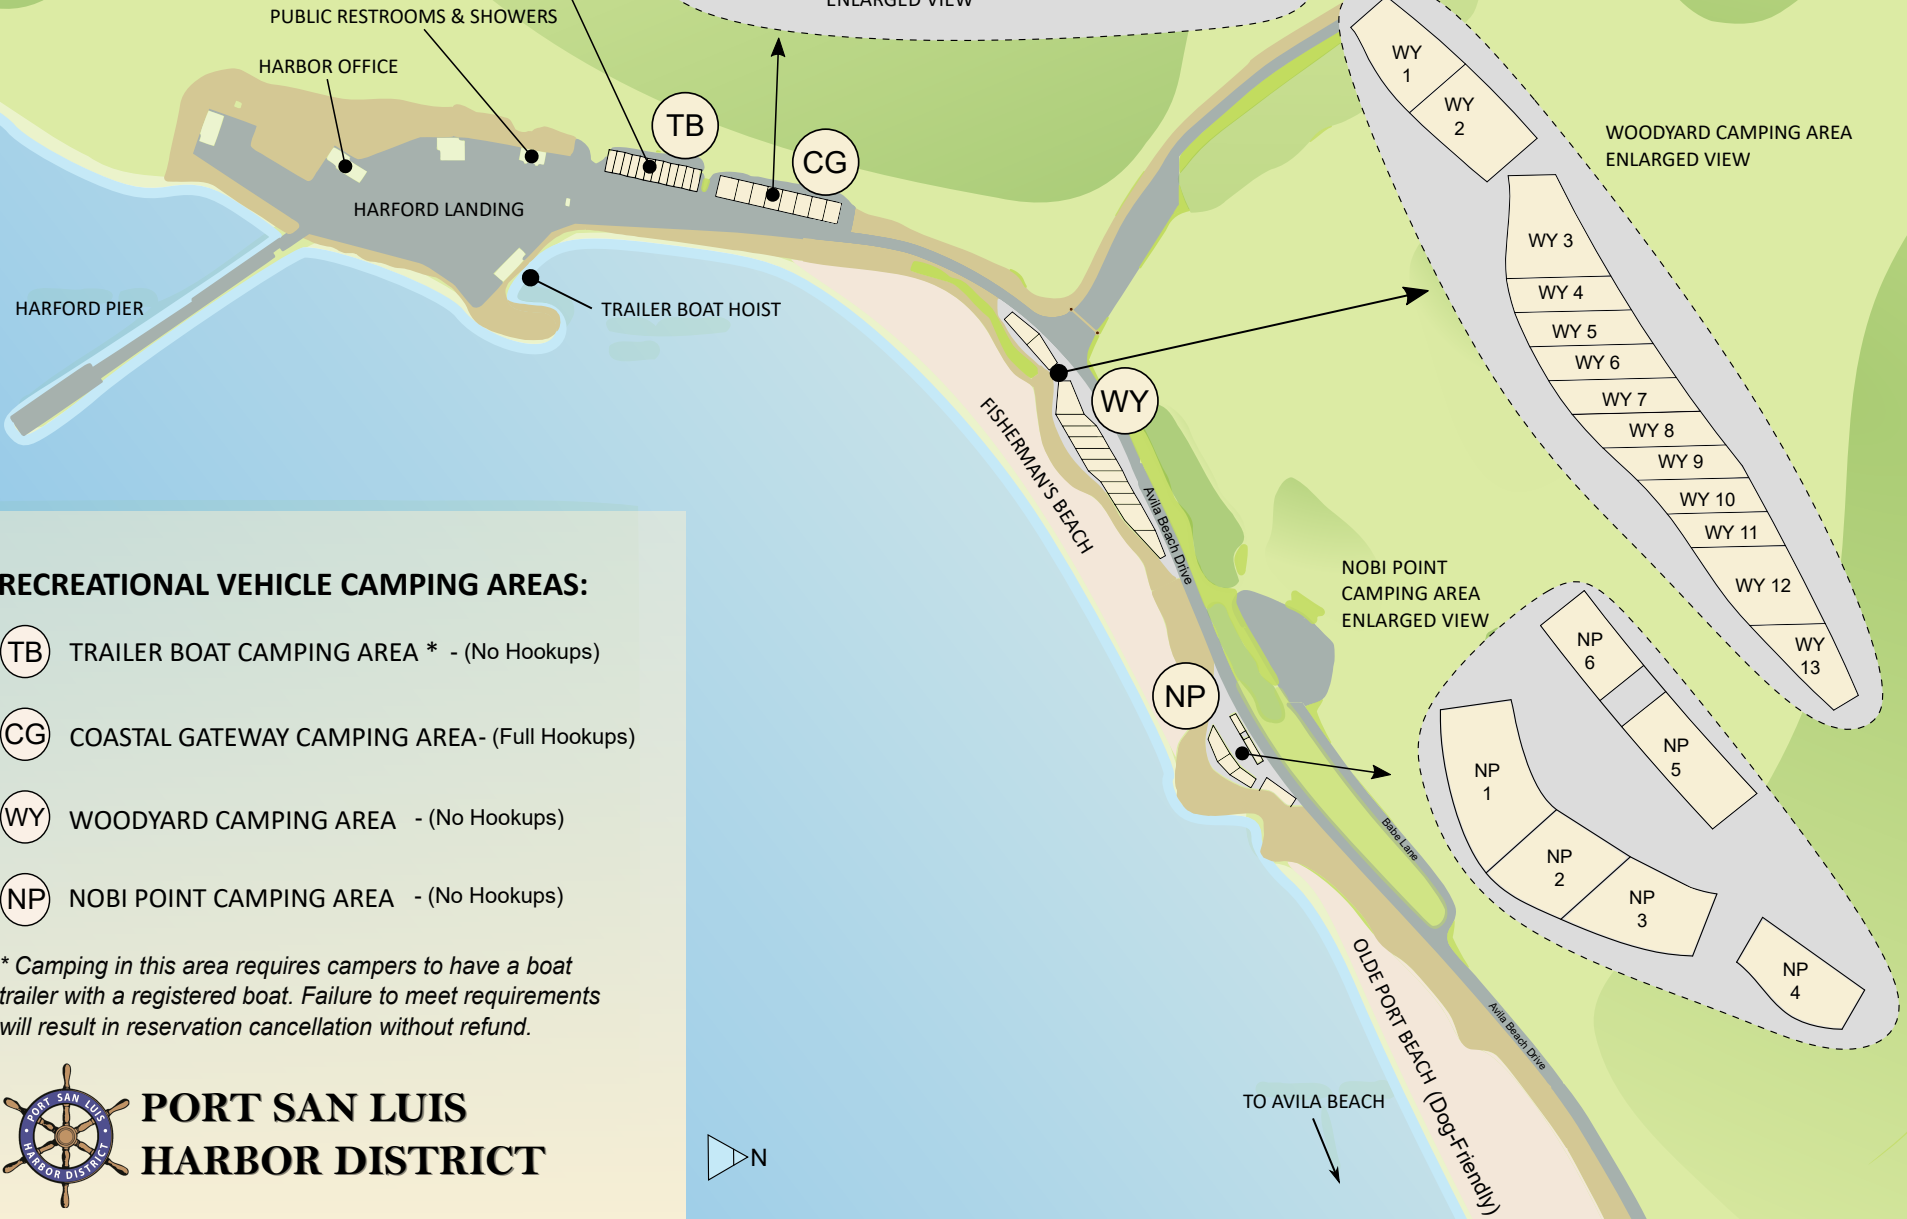 ENLARGED VIEW
PUBLIC RESTROOMS & SHOWERS
HARBOR OFFICE
TB
CG
HARFORD LANDING
HARFORD PIER
TRAILER BOAT HOIST
WY
1
WY
2
WOODYARD CAMPING AREA
ENLARGED VIEW
WY 3
WY 4
WY 5
WY 6
WY 7
WY 8
WY 9
WY 10
WY 11
WY 12
WY
13
WY
FISHERMAN'S BEACH
Avila Beach Drive
NOBI POINT
CAMPING AREA
ENLARGED VIEW
NP
NP
6
NP
5
NP
1
NP
2
NP
3
NP
4
Babe Lane
OLDE PORT BEACH (Dog-Friendly)
Avila Beach Drive
TO AVILA BEACH
N
RECREATIONAL VEHICLE CAMPING AREAS:
TB TRAILER BOAT CAMPING AREA * - (No Hookups)
CG COASTAL GATEWAY CAMPING AREA- (Full Hookups)
WY WOODYARD CAMPING AREA - (No Hookups)
NP NOBI POINT CAMPING AREA - (No Hookups)
* Camping in this area requires campers to have a boat
trailer with a registered boat. Failure to meet requirements
will result in reservation cancellation without refund.
PORT SAN LUIS
HARBOR DISTRICT
PORT SAN LUIS
HARBOR DISTRICT